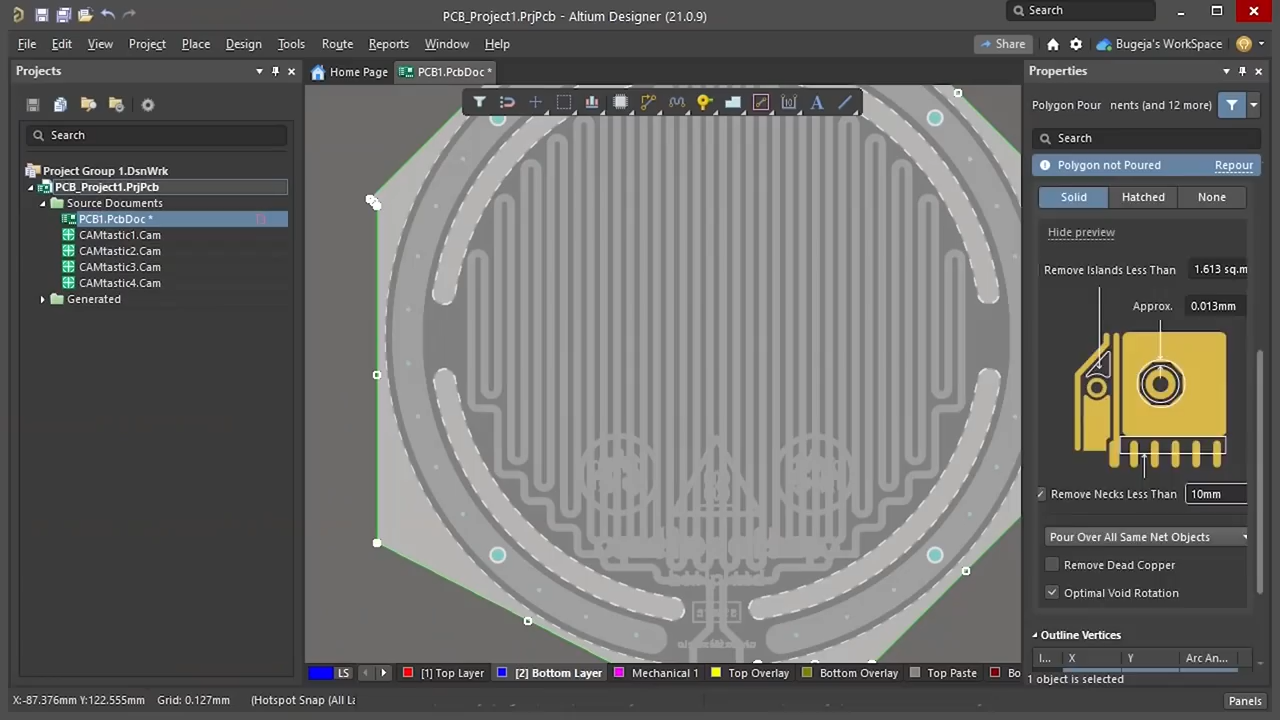 PCB_Project1.PrjPcb - Altium Designer (21.0.9)
Search
File Edit View Project Place Design Tools Route Reports Window Help
Share
Bugeja's WorkSpace
Projects
Home Page
PCB1.PcbDoc *
Properties
Polygon Pour nents (and 12 more)
Search
Search
Polygon not Poured Repour
Project Group 1.DsnWrk
PCB_Project1.PrjPcb
Source Documents
PCB1.PcbDoc *
CAMtastic1.Cam
CAMtastic2.Cam
CAMtastic3.Cam
CAMtastic4.Cam
Generated
Solid Hatched None
Hide preview
Remove Islands Less Than 1.613 sq.m
Approx. 0.013mm
Remove Necks Less Than 10mm
Pour Over All Same Net Objects
Remove Dead Copper
Optimal Void Rotation
Outline Vertices
I... X Y Arc An...
1 object is selected
LS [1] Top Layer [2] Bottom Layer Mechanical 1 Top Overlay Bottom Overlay Top Paste Bo
X:-87.376mm Y:122.555mm Grid: 0.127mm (Hotspot Snap (All La
Panels